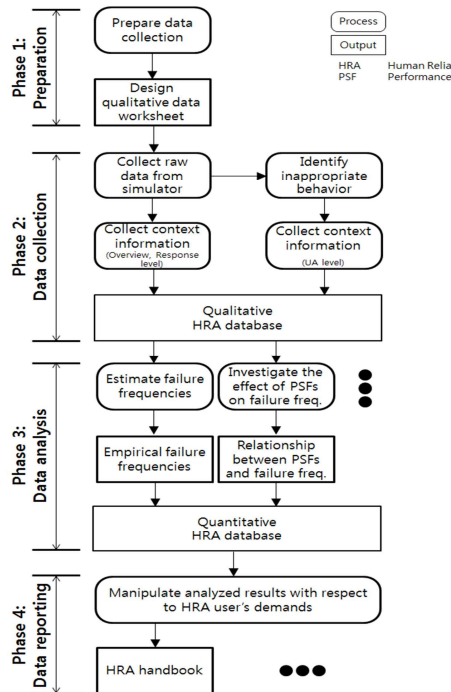 Phase 1:
Preparation
Prepare data
collection
Design
qualitative data
worksheet
Process
Output
HRA Human Relia
PSF Performance
Phase 2:
Data collection
Collect raw
data from
simulator
Identify
inappropriate
behavior
Collect context
information
(Overview, Response
level)
Collect context
information
(UA level)
Qualitative
HRA database
Phase 3:
Data analysis
Estimate failure
frequencies
Investigate the
effect of PSFs
on failure freq.
Empirical failure
frequencies
Relationship
between PSFs
and failure freq.
Quantitative
HRA database
Phase 4:
Data reporting
Manipulate analyzed results with respect
to HRA user's demands
HRA handbook